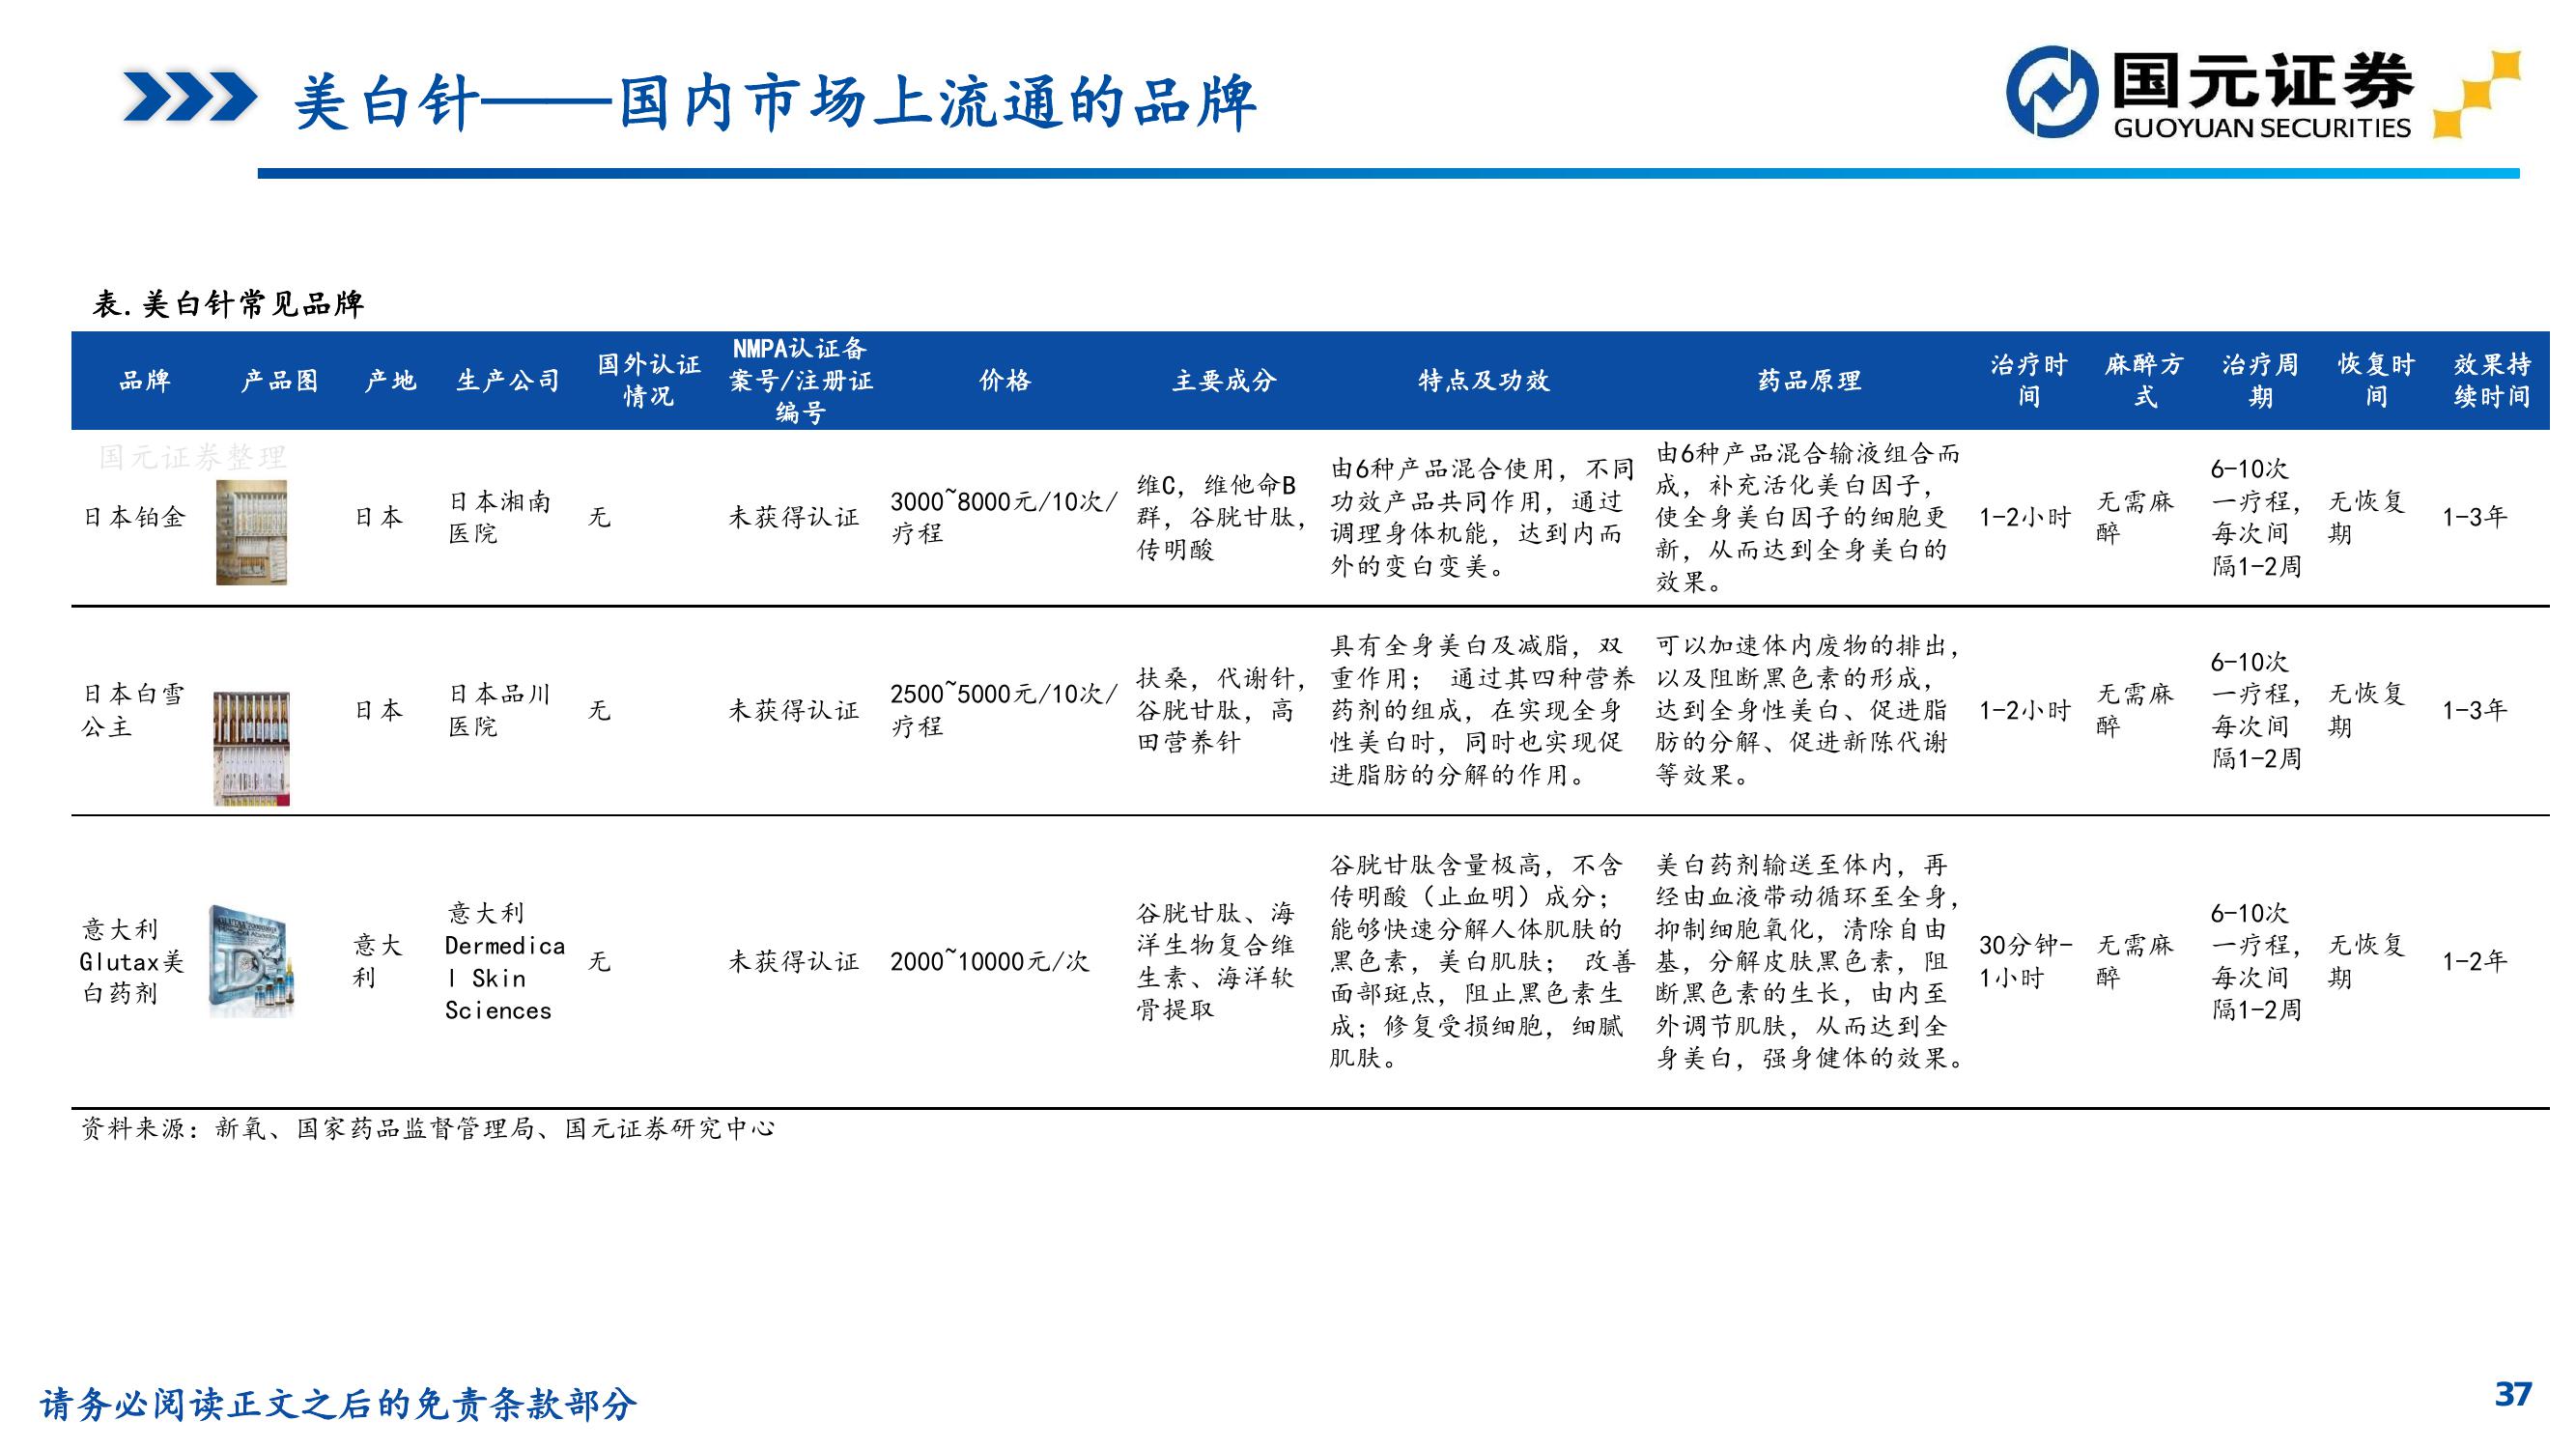 美白针——国内市场上流通的品牌
国元证券
GUOYUAN SECURITIES
表.美白针常见品牌
品牌
产品图
产地
生产公司
国外认证
情况
NMPA认证备
案号/注册证
编号
价格
主要成分
特点及功效
药品原理
治疗时
间
麻醉方
式
治疗周
期
恢复时
间
效果持
续时间
国元证券整理
日本铂金
日本
日本湘南
医院
无
未获得认证
3000~8000元/10次/
疗程
维C，维他命B
群，谷胱甘肽，
传明酸
由6种产品混合使用，不同
功效产品共同作用，通过
调理身体机能，达到内而
外的变白变美。
由6种产品混合输液组合而
成，补充活化美白因子，
使全身美白因子的细胞更
新，从而达到全身美白的
效果。
1-2小时
无需麻
醉
6-10次
一疗程，
每次间
隔1-2周
无恢复
期
1-3年
日本白雪
公主
日本
日本品川
医院
无
未获得认证
2500~5000元/10次/
疗程
扶桑，代谢针，
谷胱甘肽，高
田营养针
具有全身美白及减脂，双
重作用； 通过其四种营养
药剂的组成，在实现全身
性美白时，同时也实现促
进脂肪的分解的作用。
可以加速体内废物的排出，
以及阻断黑色素的形成，
达到全身性美白、促进脂
肪的分解、促进新陈代谢
等效果。
1-2小时
无需麻
醉
6-10次
一疗程，
每次间
隔1-2周
无恢复
期
1-3年
意大利
Glutax美
白药剂
意大
利
意大利
Dermedica
l Skin
Sciences
无
未获得认证
2000~10000元/次
谷胱甘肽、海
洋生物复合维
生素、海洋软
骨提取
谷胱甘肽含量极高，不含
传明酸（止血明）成分；
能够快速分解人体肌肤的
黑色素，美白肌肤； 改善
面部斑点，阻止黑色素生
成；修复受损细胞，细腻
肌肤。
美白药剂输送至体内，再
经由血液带动循环至全身，
抑制细胞氧化，清除自由
基，分解皮肤黑色素，阻
断黑色素的生长，由内至
外调节肌肤，从而达到全
身美白，强身健体的效果。
30分钟-
1小时
无需麻
醉
6-10次
一疗程，
每次间
隔1-2周
无恢复
期
1-2年
资料来源：新氧、国家药品监督管理局、国元证券研究中心
请务必阅读正文之后的免责条款部分
37